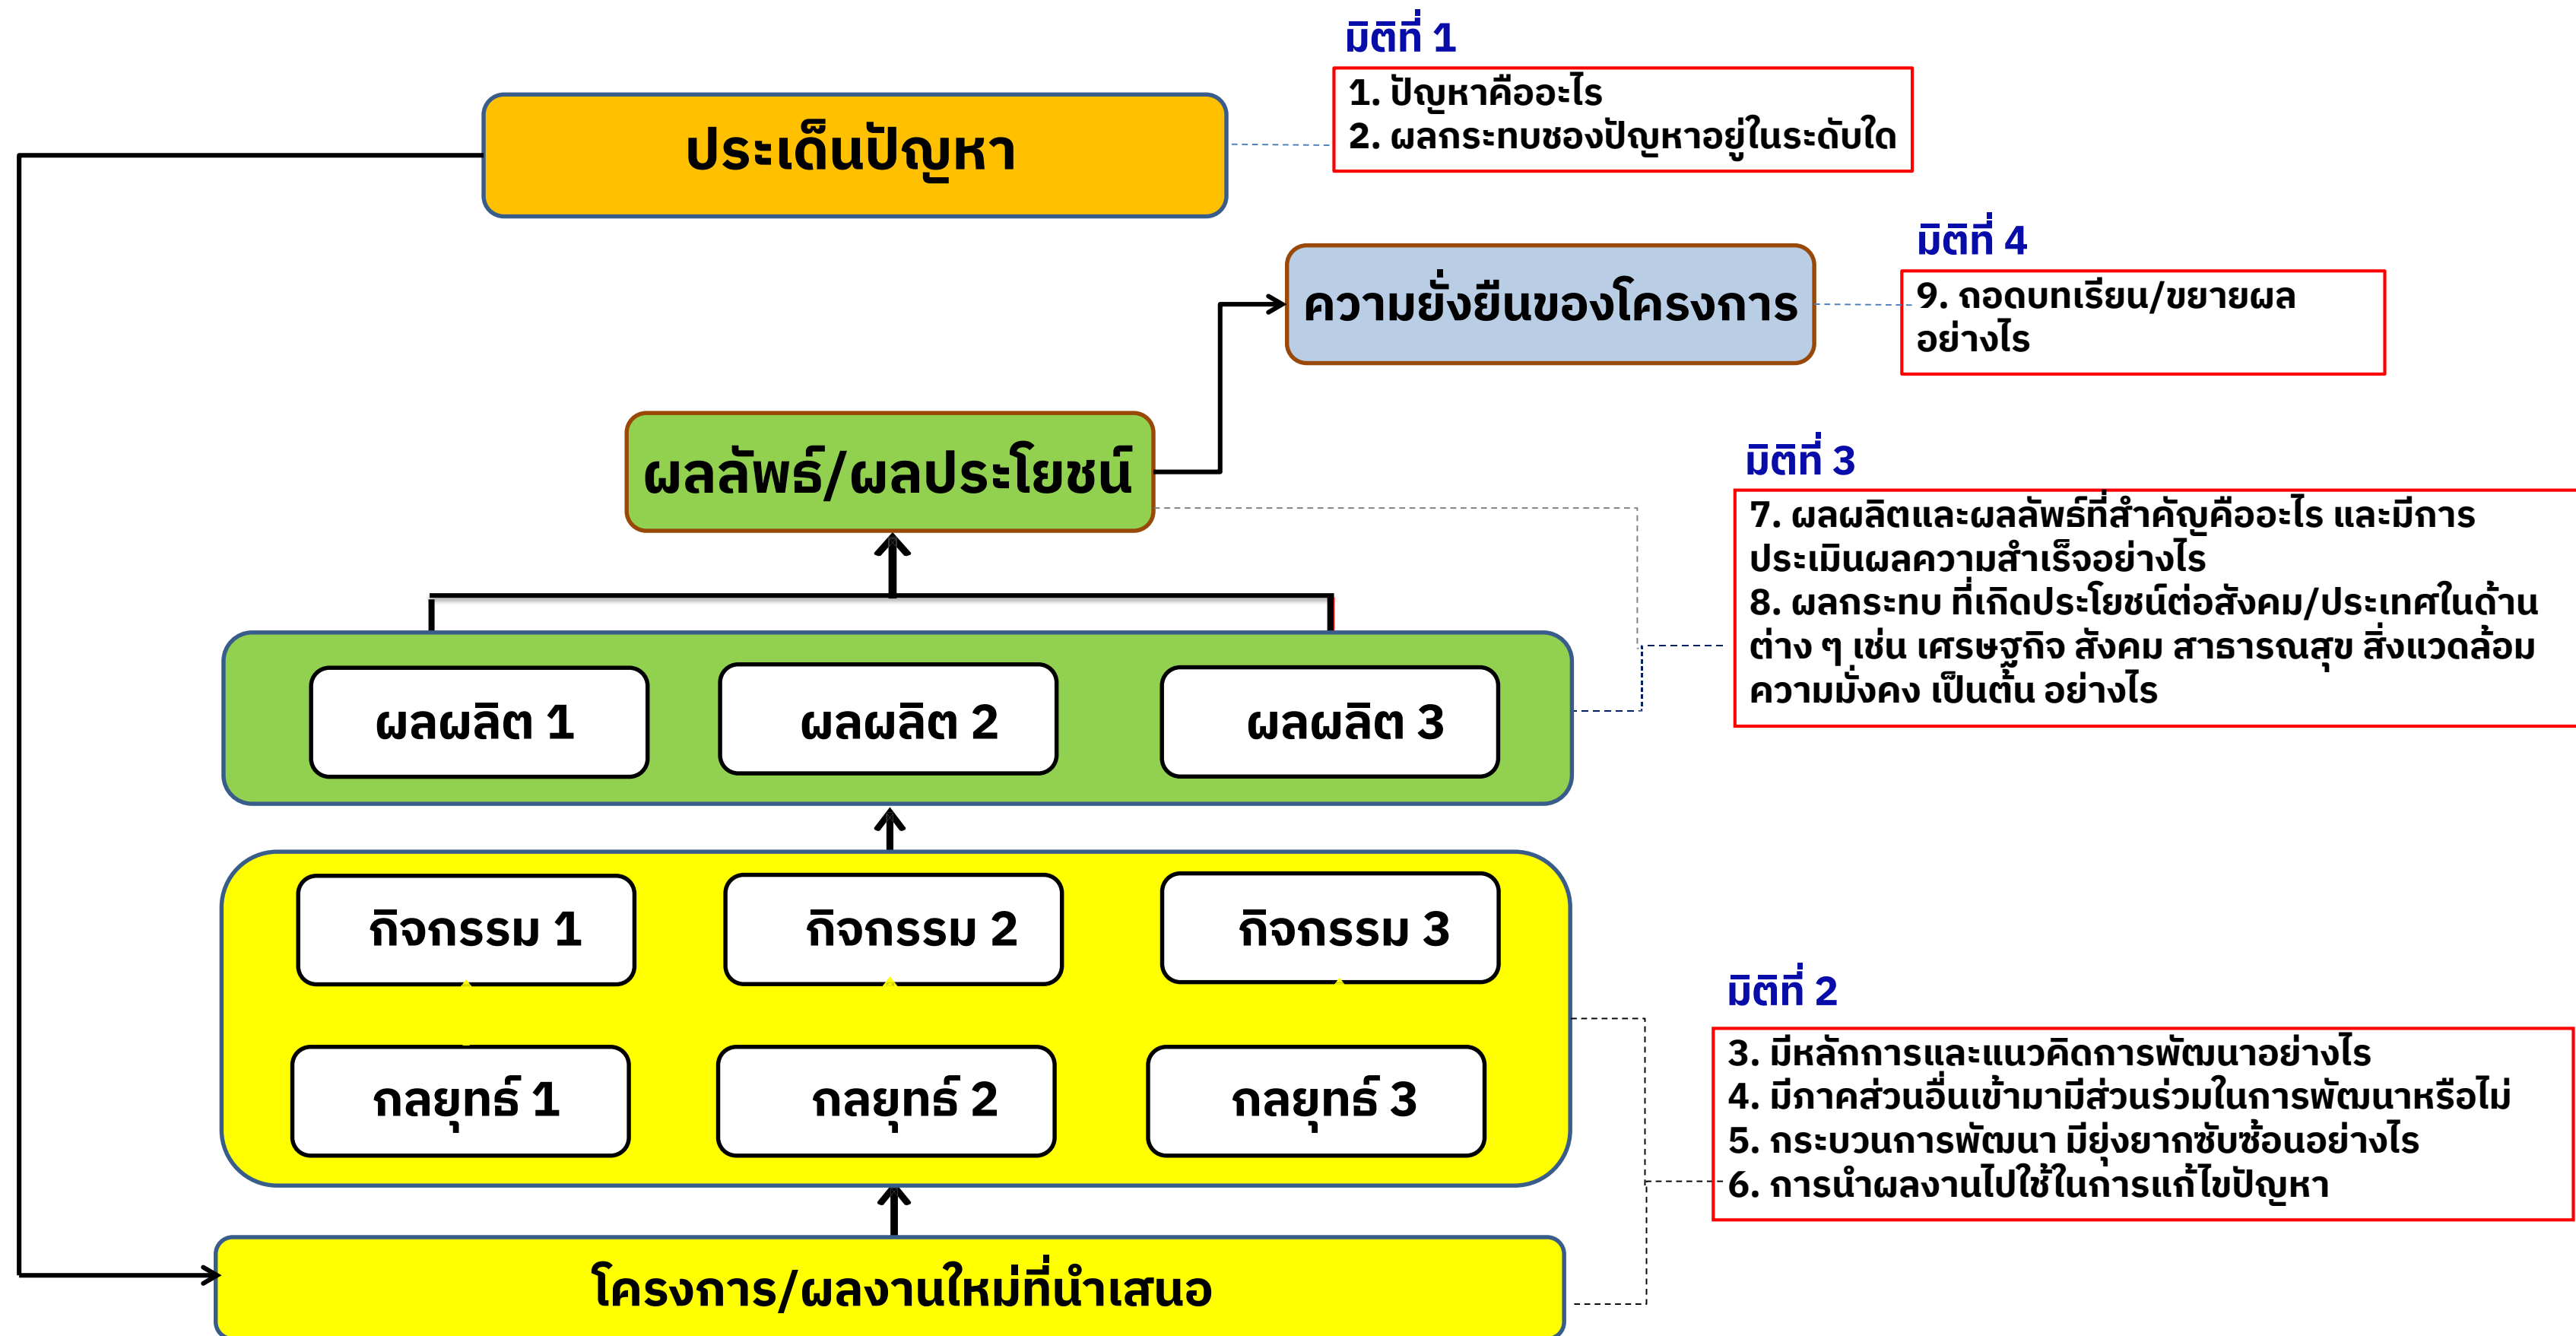 มิติที่ 1
1. ปัญหาคืออะไร
2. ผลกระทบชองปัญหาอยู่ในระดับใด
ประเด็นปัญหา
มิติที่ 4
ความยั่งยืนของโครงการ
9. ถอดบทเรียน/ขยายผล
อย่างไร
ผลลัพธ์/ผลประโยชน์
มิติที่ 3
7. ผลผลิตและผลลัพธ์ที่สำคัญคืออะไร และมีการ
ประเมินผลความสำเร็จอย่างไร
8. ผลกระทบ ที่เกิดประโยชน์ต่อสังคม/ประเทศในด้าน
ต่าง ๆ เช่น เศรษฐกิจ สังคม สาธารณสุข สิ่งแวดล้อม
ความมั่งคง เป็นต้น อย่างไร
ผลผลิต 1
ผลผลิต 2
ผลผลิต 3
กิจกรรม 1
กิจกรรม 2
กิจกรรม 3
มิติที่ 2
3. มีหลักการและแนวคิดการพัฒนาอย่างไร
4. มีภาคส่วนอื่นเข้ามามีส่วนร่วมในการพัฒนาหรือไม่
5. กระบวนการพัฒนา มียุ่งยากซับซ้อนอย่างไร
6. การนำผลงานไปใช้ในการแก้ไขปัญหา
กลยุทธ์ 1
กลยุทธ์ 2
กลยุทธ์ 3
โครงการ/ผลงานใหม่ที่นำเสนอ